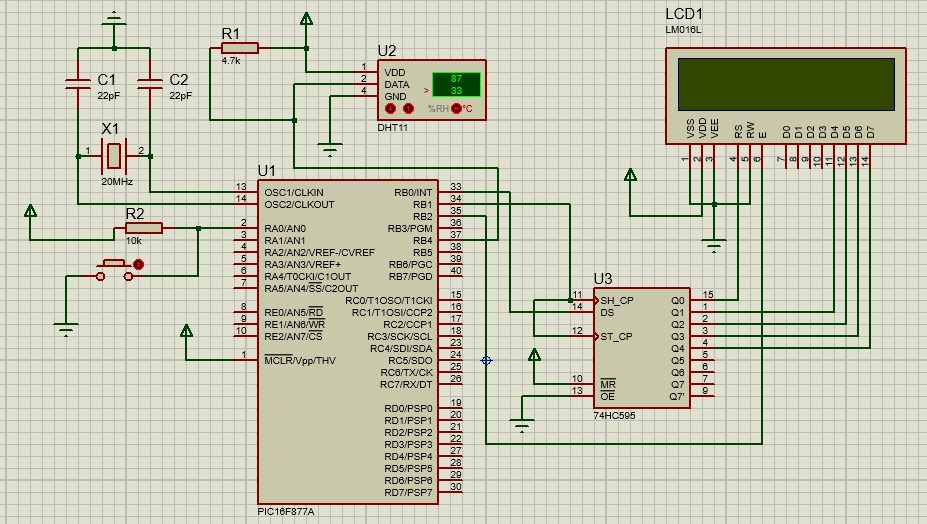 LCD1
LM016L
VSS
VDD
VEE
RS
RW
E
D0
D1
D2
D3
D4
D5
D6
D7
1
2
3
4
5
6
7
8
9
10
11
12
13
14
R1
4.7k
U2
1 VDD
2 DATA
4 GND
87
33
>
%RH °C
DHT11
C1
22pF
C2
22pF
X1
1 2
20MHz
R2
10k
U1
13 OSC1/CLKIN RB0/INT 33
14 OSC2/CLKOUT RB1 34
RB2 35
2 RA0/AN0 RB3/PGM 36
3 RA1/AN1 RB4 37
4 RA2/AN2/VREF-/CVREF RB5 38
5 RA3/AN3/VREF+ RB6/PGC 39
6 RA4/T0CKI/C1OUT RB7/PGD 40
7 RA5/AN4/SS/C2OUT
RC0/T1OSO/T1CKI 15
8 RE0/AN5/RD RC1/T1OSI/CCP2 16
9 RE1/AN6/WR RC2/CCP1 17
10 RE2/AN7/CS RC3/SCK/SCL 18
RC4/SDI/SDA 23
1 MCLR/Vpp/THV RC5/SDO 24
RC6/TX/CK 25
RC7/RX/DT 26
RD0/PSP0 19
RD1/PSP1 20
RD2/PSP2 21
RD3/PSP3 22
RD4/PSP4 27
RD5/PSP5 28
RD6/PSP6 29
RD7/PSP7 30
PIC16F877A
U3
11 SH_CP Q0 15
14 DS Q1 1
Q2 2
12 ST_CP Q3 3
Q4 4
Q5 5
Q6 6
10 MR Q7 7
13 OE Q7' 9
74HC595